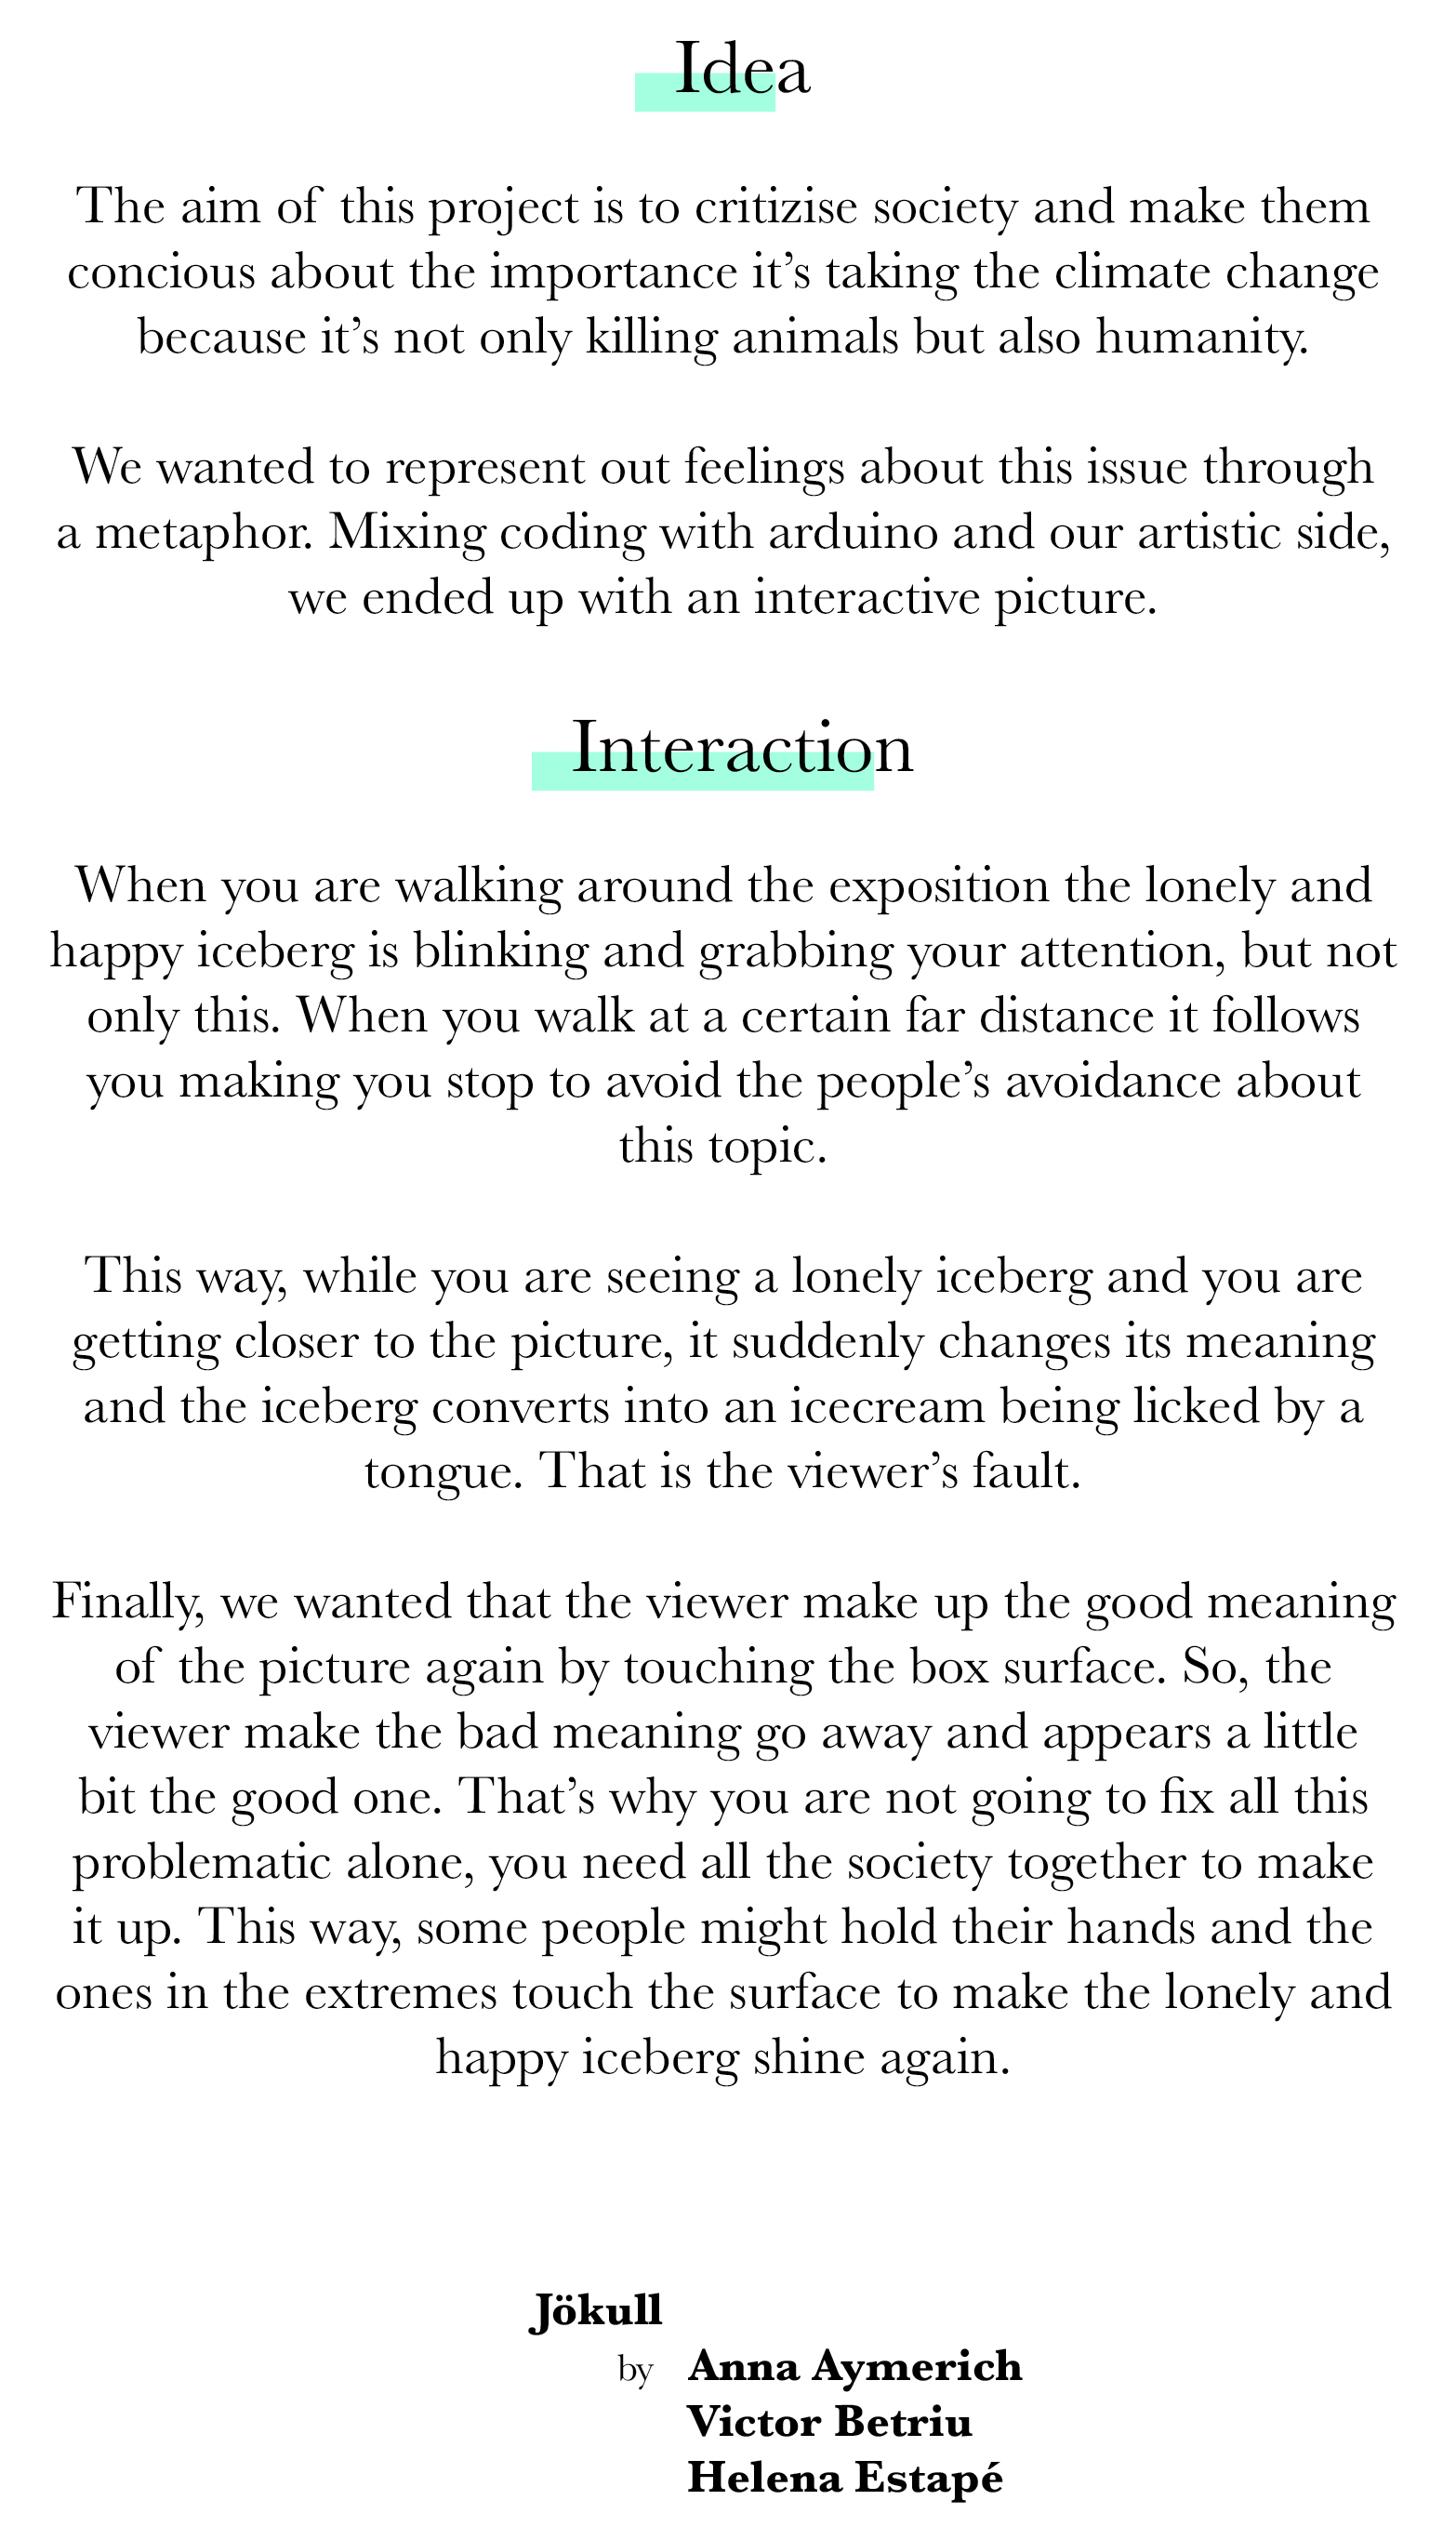 Idea
The aim of this project is to critizise society and make them
concious about the importance it’s taking the climate change
because it’s not only killing animals but also humanity.
We wanted to represent out feelings about this issue through
a metaphor. Mixing coding with arduino and our artistic side,
we ended up with an interactive picture.
Interaction
When you are walking around the exposition the lonely and
happy iceberg is blinking and grabbing your attention, but not
only this. When you walk at a certain far distance it follows
you making you stop to avoid the people’s avoidance about
this topic.
This way, while you are seeing a lonely iceberg and you are
getting closer to the picture, it suddenly changes its meaning
and the iceberg converts into an icecream being licked by a
tongue. That is the viewer’s fault.
Finally, we wanted that the viewer make up the good meaning
of the picture again by touching the box surface. So, the
viewer make the bad meaning go away and appears a little
bit the good one. That’s why you are not going to fix all this
problematic alone, you need all the society together to make
it up. This way, some people might hold their hands and the
ones in the extremes touch the surface to make the lonely and
happy iceberg shine again.
Jökull
by Anna Aymerich
Victor Betriu
Helena Estapé